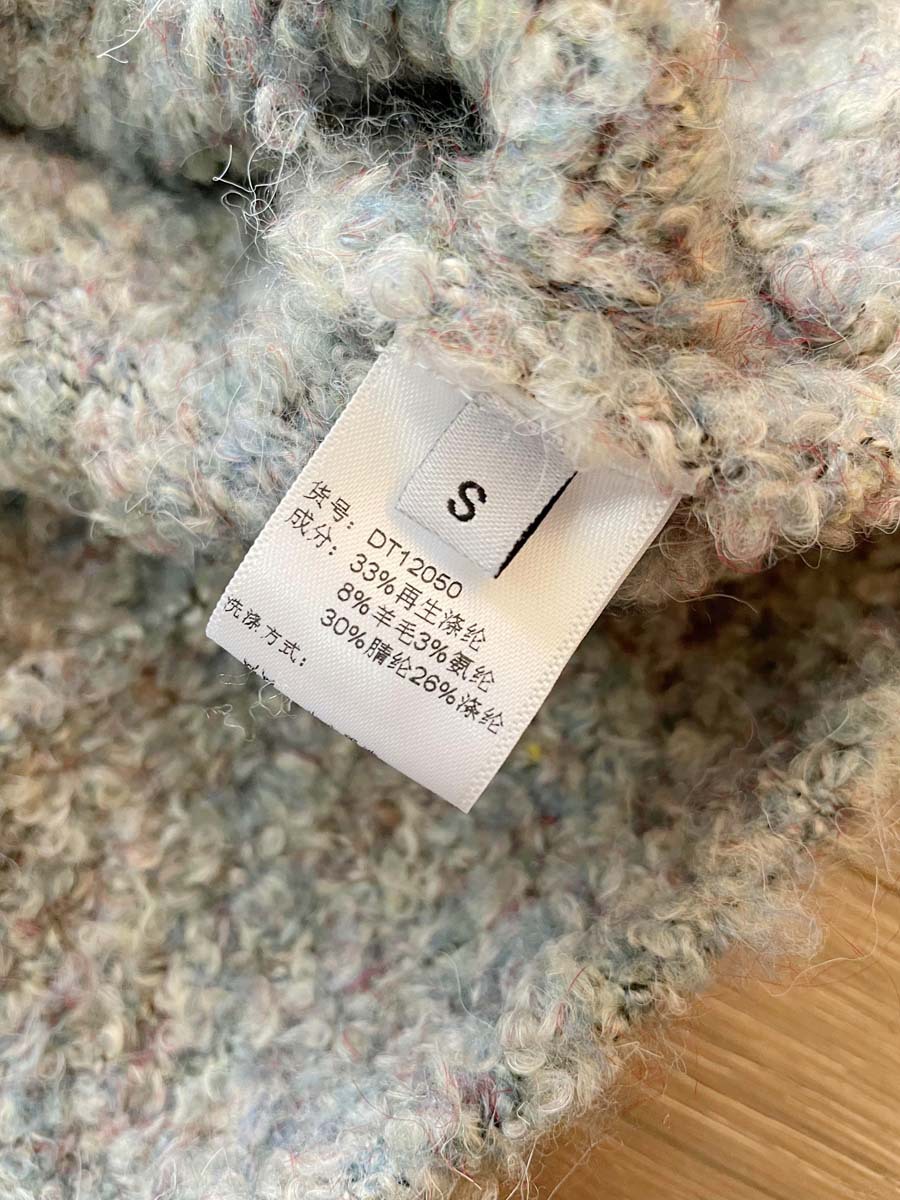 S
货号: DT12050
成分: 33%再生涤纶
8%羊毛3%氨纶
30%腈纶26%涤纶
洗涤方式: